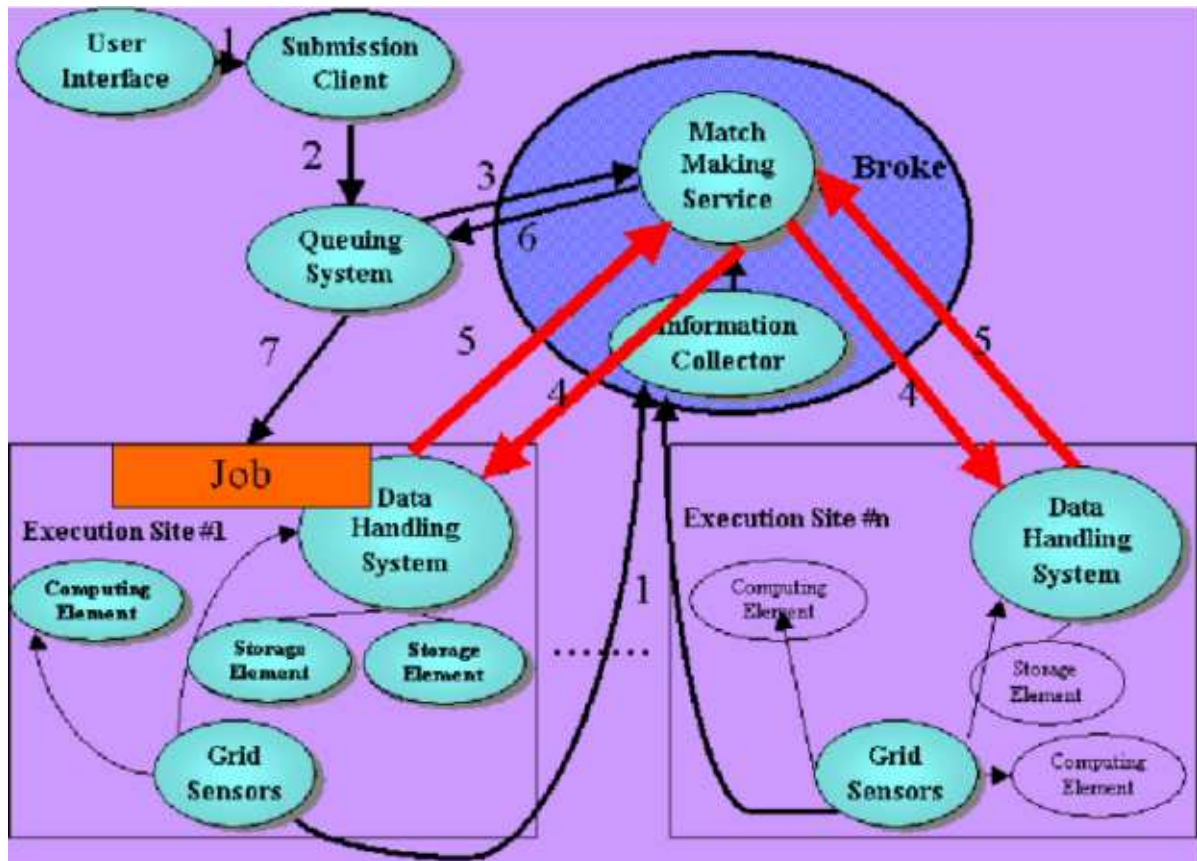 User
Interface
1
Submission
Client
2
Match
Making
Service
Broke
3
6
Queuing
System
Information
Collector
7
5
4
5
4
Job
Data
Handling
System
Execution Site #1
Computing
Element
Storage
Element
Storage
Element
Grid
Sensors
1
......
Execution Site #n
Data
Handling
System
Computing
Element
Storage
Element
Grid
Sensors
Computing
Element